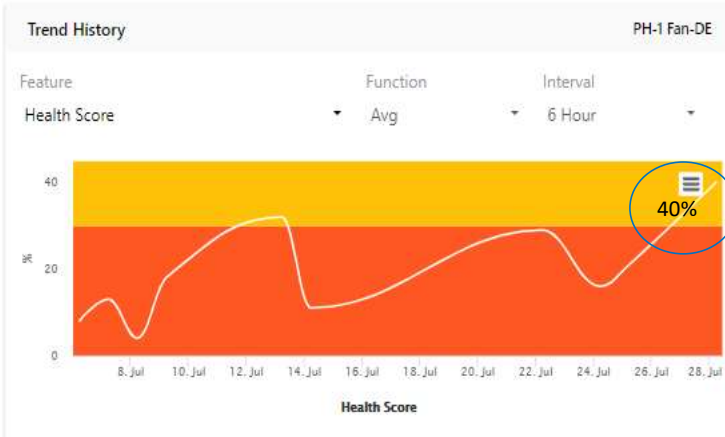 Trend History PH-1 Fan-DE
Feature Function Interval
Health Score Avg 6 Hour
40
40%
%
20
0
8. Jul 10. Jul 12. Jul 14. Jul 16. Jul 18. Jul 20. Jul 22. Jul 24. Jul 26. Jul 28. Jul
Health Score